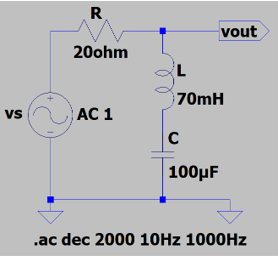 R
20ohm
vout
L
70mH
vs
AC 1
C
100µF
.ac dec 2000 10Hz 1000Hz